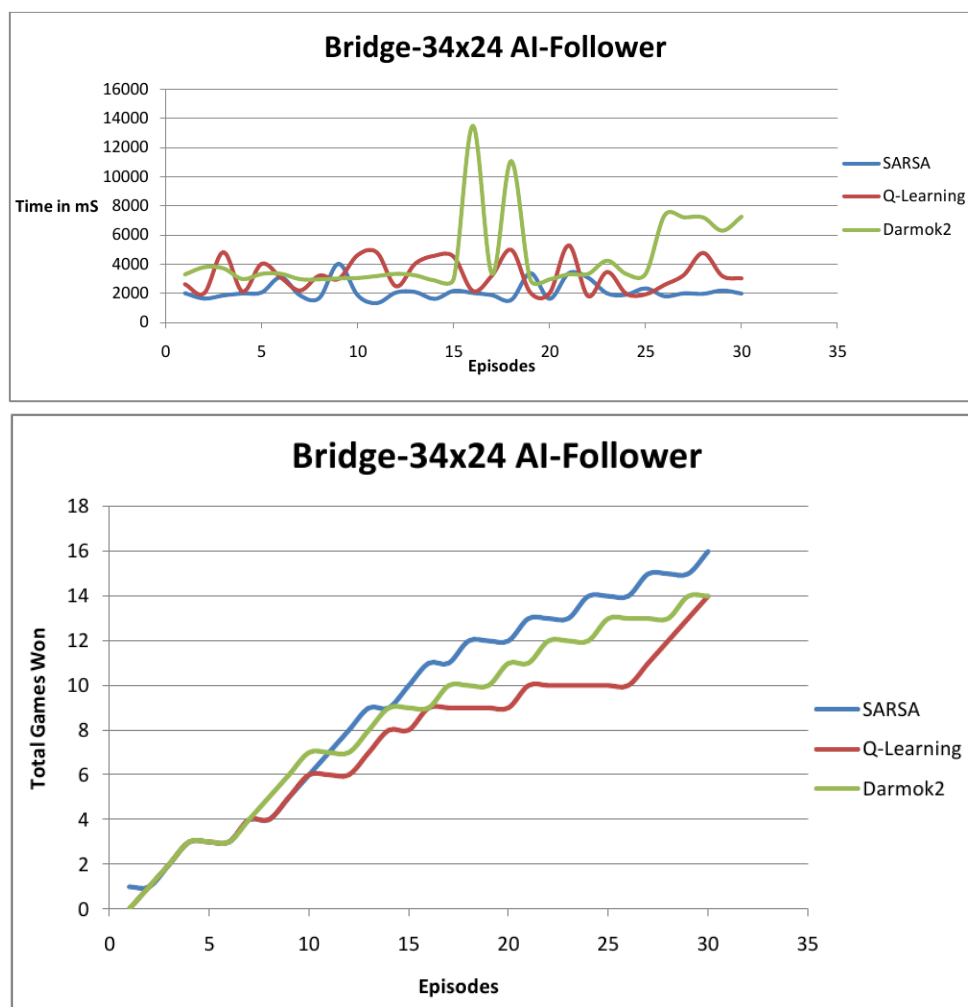 Bridge-34x24 AI-Follower
16000
14000
12000
10000
8000
6000
4000
2000
0
Time in mS
0 5 10 15 20 25 30 35
Episodes
SARSA
Q-Learning
Darmok2
Bridge-34x24 AI-Follower
18
16
14
12
10
8
6
4
2
0
Total Games Won
0 5 10 15 20 25 30 35
Episodes
SARSA
Q-Learning
Darmok2